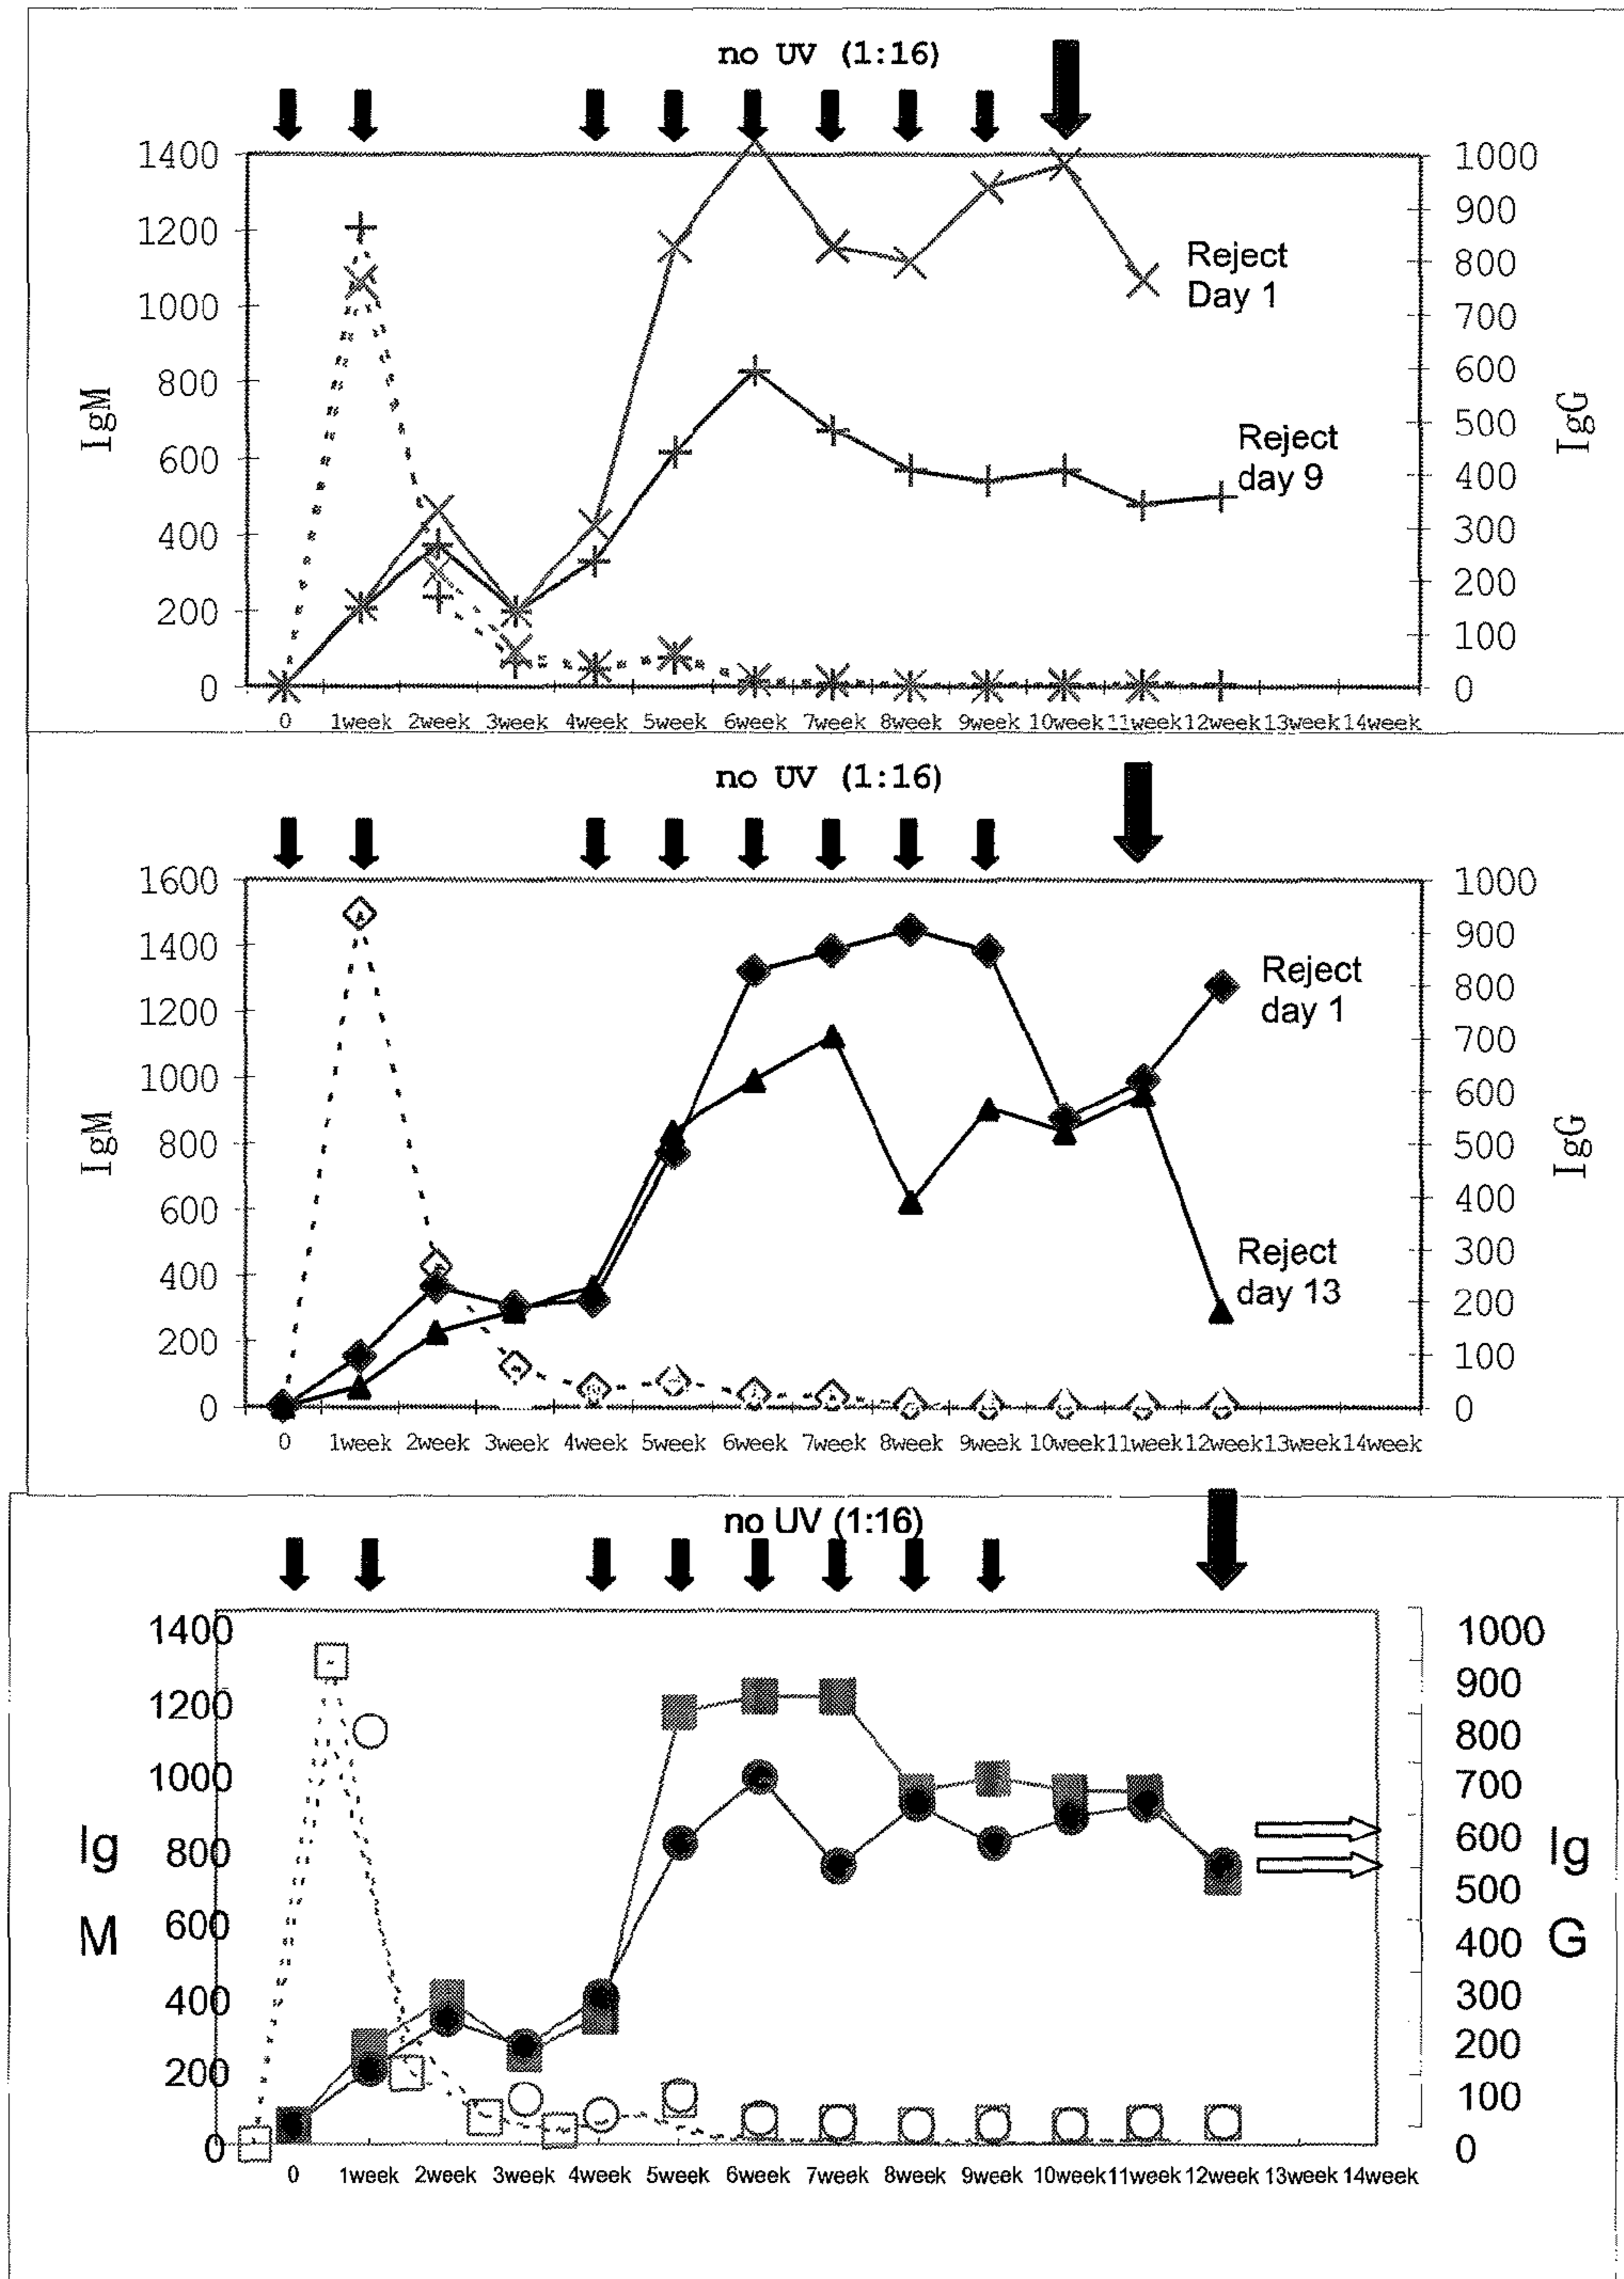 no UV (1:16)
1400
1200
1000
800
600
400
200
0
IgM
1000
900
800
700
600
500
400
300
200
100
0
IgG
Reject
Day 1
Reject
day 9
0 1week 2week 3week 4week 5week 6week 7week 8week 9week 10week 11week 12week 13week 14week
no UV (1:16)
1600
1400
1200
1000
800
600
400
200
0
IgM
1000
900
800
700
600
500
400
300
200
100
0
IgG
Reject
day 1
Reject
day 13
0 1week 2week 3week 4week 5week 6week 7week 8week 9week 10week 11week 12week 13week 14week
no UV (1:16)
1400
1200
1000
800
600
400
200
0
Ig
M
1000
900
800
700
600
500
400
300
200
100
0
Ig
G
0 1week 2week 3week 4week 5week 6week 7week 8week 9week 10week 11week 12week 13week 14week